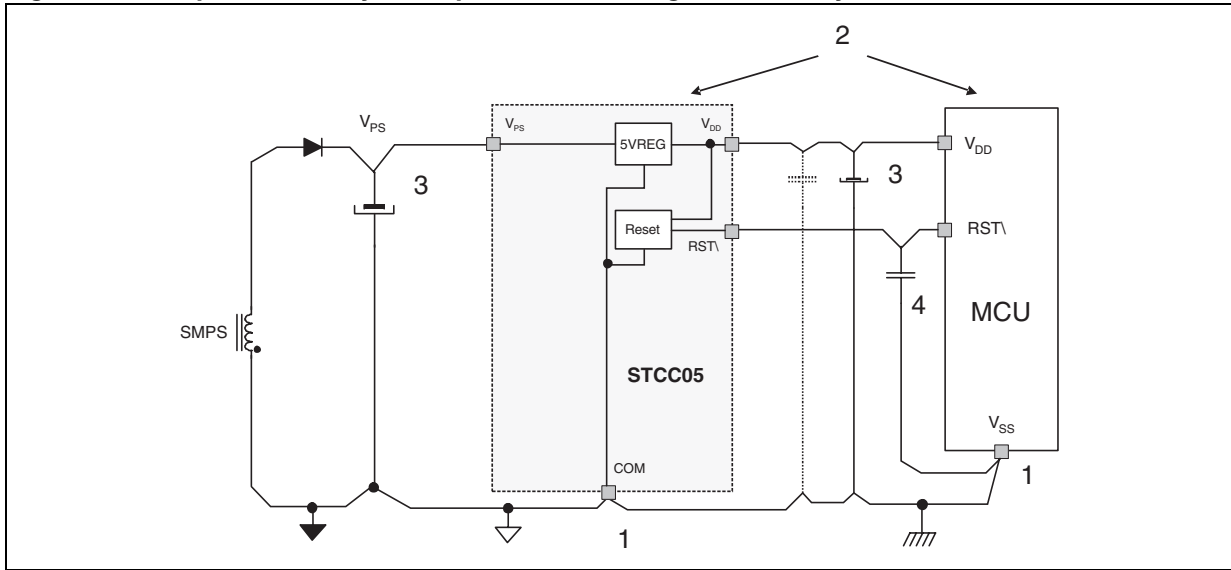 2
V_PS
V_PS
5VREG
V_DD
V_DD
3
3
Reset
RST\
RST\
4
MCU
SMPS
STCC05
V_SS
COM
1
1